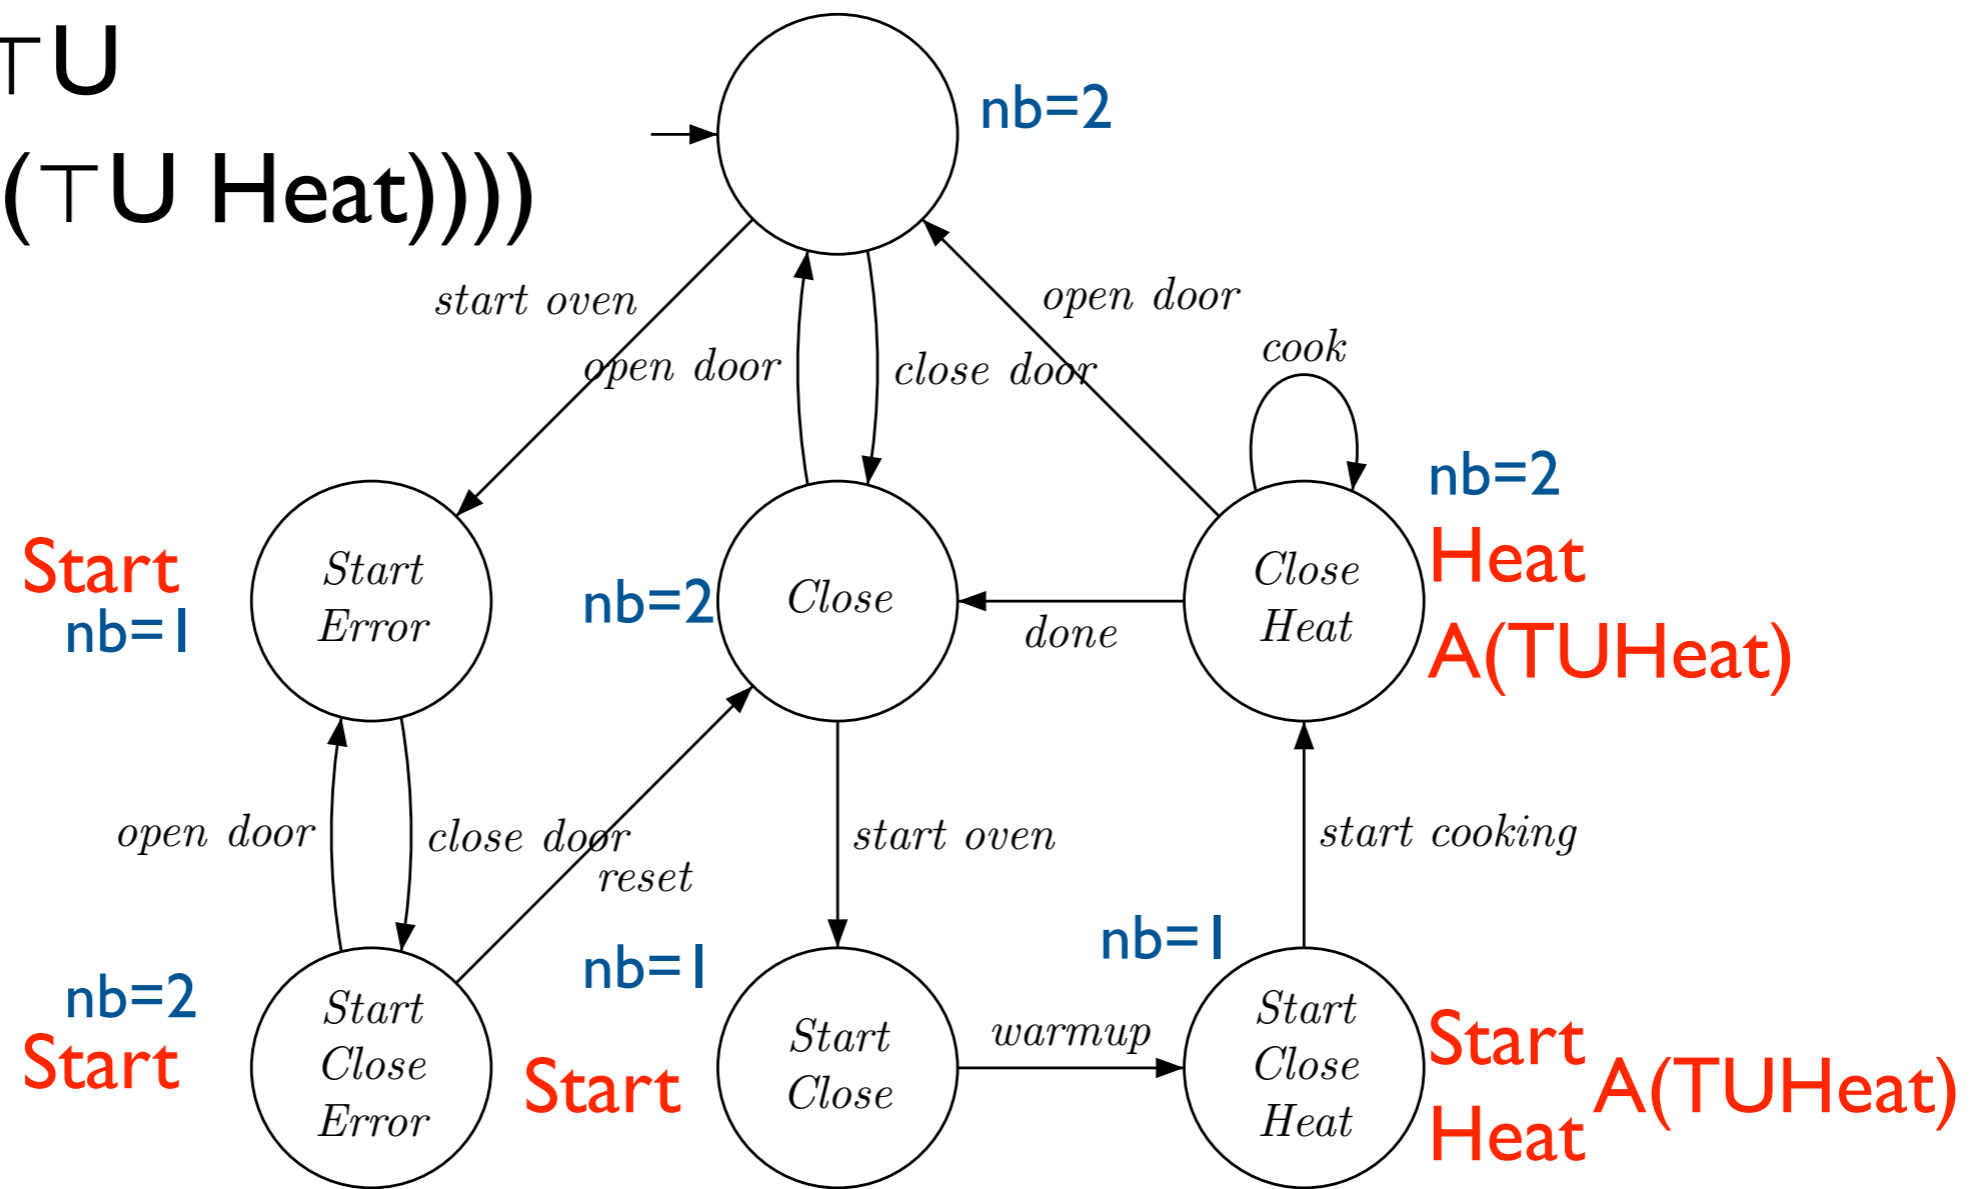 ⊤U
(⊤U Heat))))
nb=2
start oven
open door
open door
close door
cook
nb=2
Start
nb=1
Start
Error
nb=2
Close
done
Close
Heat
Heat
A(TUHeat)
open door
close door
reset
start oven
start cooking
nb=2
Start
Start
Close
Error
nb=1
Start
Start
Close
warmup
nb=1
Start
Close
Heat
Start
Heat
A(TUHeat)